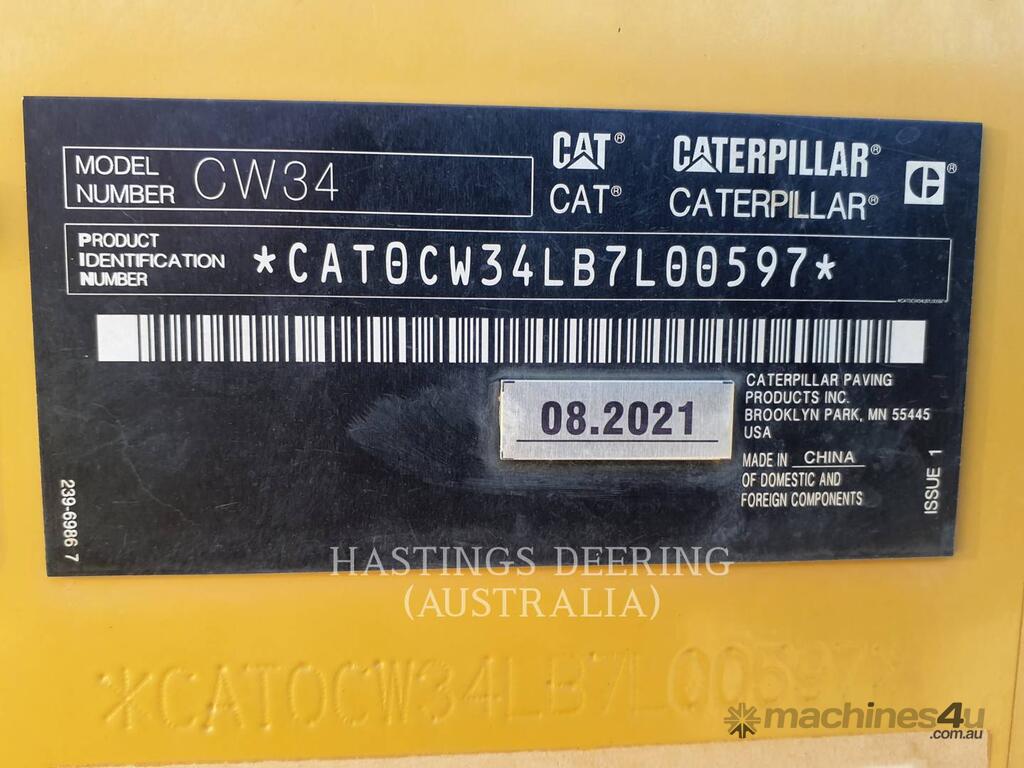 MODEL
NUMBER CW34
CAT® CATERPILLAR®
CAT® CATERPILLAR®
PRODUCT
IDENTIFICATION
NUMBER
*CAT0CW34LB7L00597*
*CAT0CW34LB7L00597*
08.2021
CATERPILLAR PAVING
PRODUCTS INC.
BROOKLYN PARK, MN 55445
USA
MADE IN CHINA
OF DOMESTIC AND
FOREIGN COMPONENTS
ISSUE 1
239-6986 7
HASTINGS DEERING
(AUSTRALIA)
*CAT0CW34LB7L00597*
machines4u
.com.au